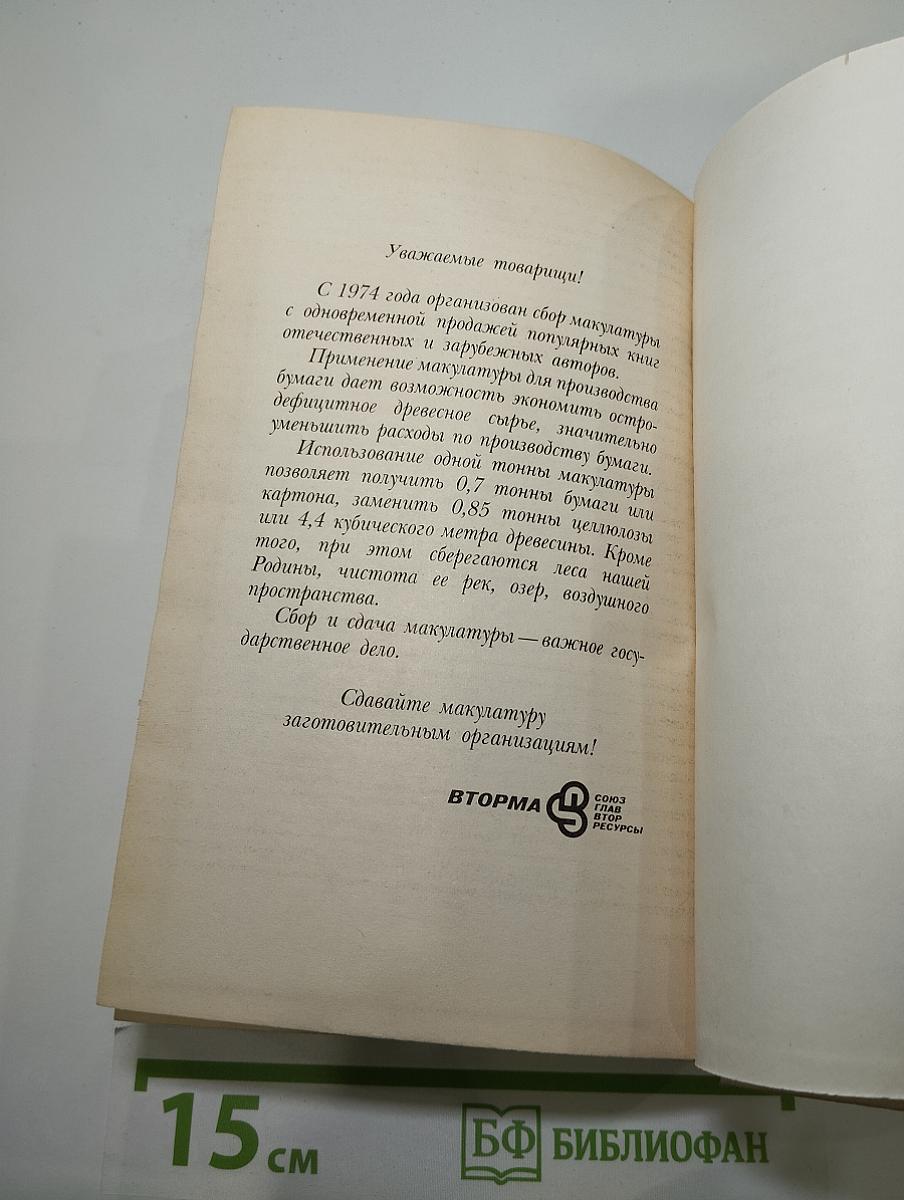 Уважаемые товарищи!
С 1974 года организован сбор макулатуры
с одновременной продажей популярных книг
отечественных и зарубежных авторов.
Применение макулатуры для производства
бумаги дает возможность экономить остро-
дефицитное древесное сырье, значительно
уменьшить расходы по производству бумаги.
Использование одной тонны макулатуры
позволяет получить 0,7 тонны бумаги или
картона, заменить 0,85 тонны целлюлозы
или 4,4 кубического метра древесины. Кроме
того, при этом сберегаются леса нашей
Родины, чистота ее рек, озер, воздушного
пространства.
Сбор и сдача макулатуры — важное госу-
дарственное дело.
Сдавайте макулатуру
заготовительным организациям!
ВТОРМА
СОЮЗ
ГЛАВ
ВТОР
РЕСУРСЫ
15 см
БФ БИБЛИОФАН